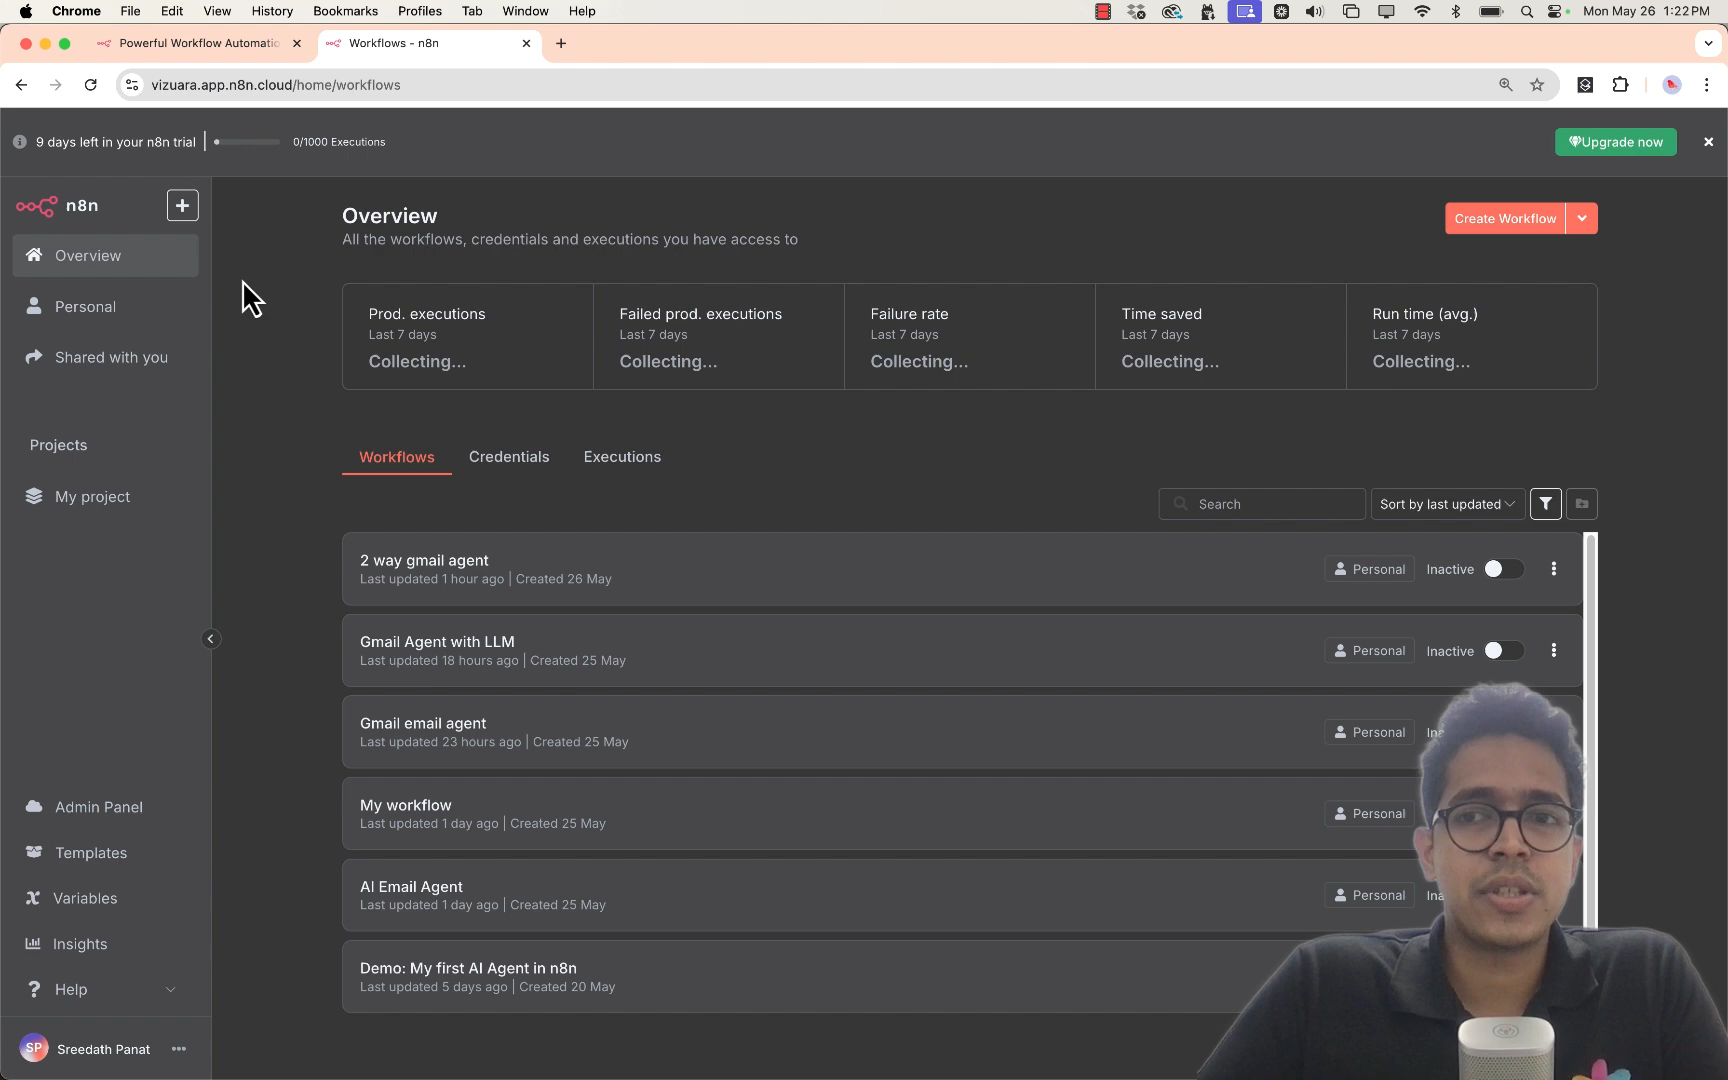 Chrome File Edit View History Bookmarks Profiles Tab Window Help Mon May 26 1:22 PM
Powerful Workflow Automatio
Workflows - n8n
vizuara.app.n8n.cloud/home/workflows
9 days left in your n8n trial 0/1000 Executions Upgrade now
n8n
Overview
Personal
Shared with you
Projects
My project
Admin Panel
Templates
Variables
Insights
Help
SP Sreedath Panat
Overview
All the workflows, credentials and executions you have access to
Create Workflow
Prod. executions
Last 7 days
Collecting...
Failed prod. executions
Last 7 days
Collecting...
Failure rate
Last 7 days
Collecting...
Time saved
Last 7 days
Collecting...
Run time (avg.)
Last 7 days
Collecting...
Workflows Credentials Executions
Search Sort by last updated
2 way gmail agent
Last updated 1 hour ago | Created 26 May
Personal Inactive
Gmail Agent with LLM
Last updated 18 hours ago | Created 25 May
Personal Inactive
Gmail email agent
Last updated 23 hours ago | Created 25 May
Personal Ina
My workflow
Last updated 1 day ago | Created 25 May
Personal
AI Email Agent
Last updated 1 day ago | Created 25 May
Personal Ina
Demo: My first AI Agent in n8n
Last updated 5 days ago | Created 20 May